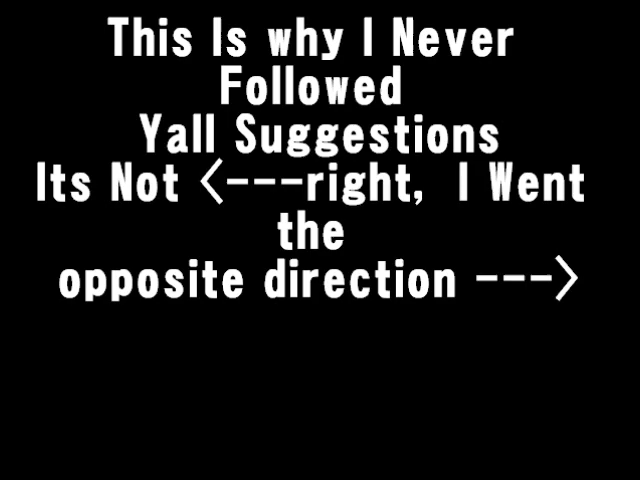 This Is why I Never
Followed
Yall Suggestions
Its Not <---right, I Went
the
opposite direction --->